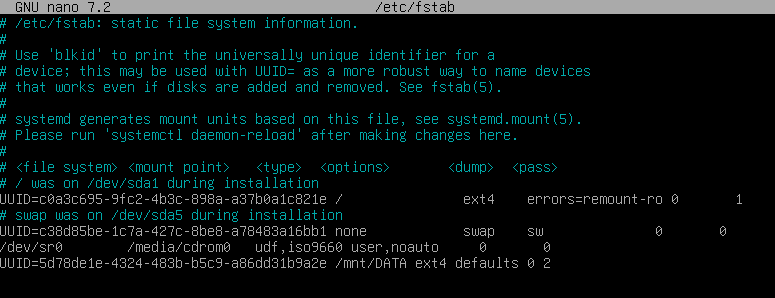 GNU nano 7.2 /etc/fstab
# /etc/fstab: static file system information.
#
# Use 'blkid' to print the universally unique identifier for a
# device; this may be used with UUID= as a more robust way to name devices
# that works even if disks are added and removed. See fstab(5).
#
# systemd generates mount units based on this file, see systemd.mount(5).
# Please run 'systemctl daemon-reload' after making changes here.
#
# <file system> <mount point> <type> <options> <dump> <pass>
# / was on /dev/sda1 during installation
UUID=c0a3c695-9fc2-4b3c-898a-a37b0a1c821e / ext4 errors=remount-ro 0 1
# swap was on /dev/sda5 during installation
UUID=c38d85be-1c7a-427c-8be8-a78483a16bb1 none swap sw 0 0
/dev/sr0 /media/cdrom0 udf,iso9660 user,noauto 0 0
UUID=5d78de1e-4324-483b-b5c9-a86dd31b9a2e /mnt/DATA ext4 defaults 0 2